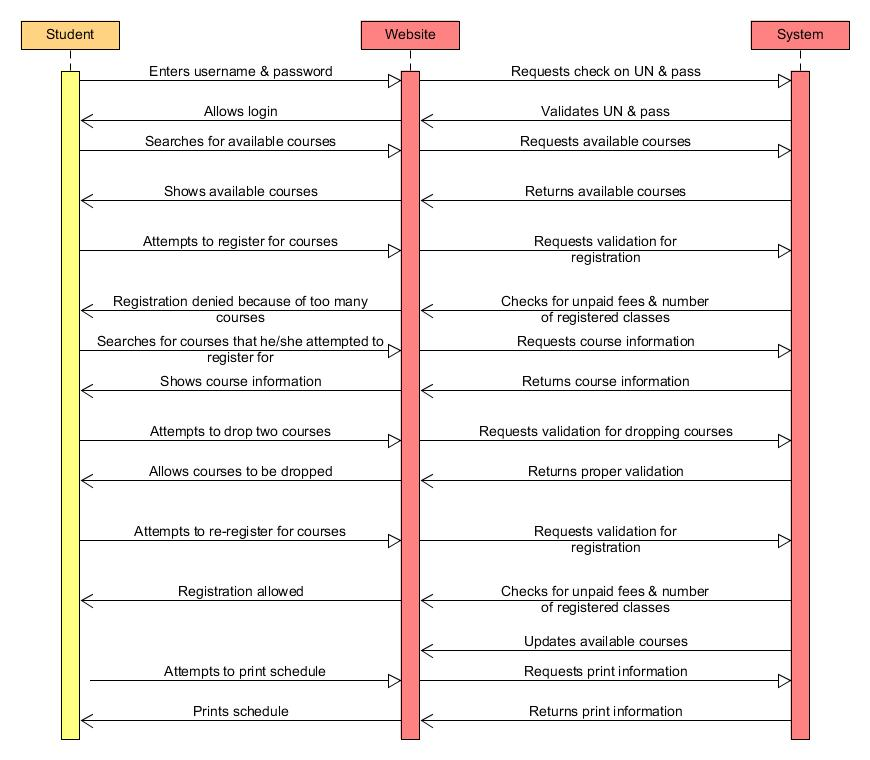 Student
Website
System
Enters username & password
Requests check on UN & pass
Allows login
Validates UN & pass
Searches for available courses
Requests available courses
Shows available courses
Returns available courses
Attempts to register for courses
Requests validation for
registration
Registration denied because of too many
courses
Checks for unpaid fees & number
of registered classes
Searches for courses that he/she attempted to
register for
Requests course information
Shows course information
Returns course information
Attempts to drop two courses
Requests validation for dropping courses
Allows courses to be dropped
Returns proper validation
Attempts to re-register for courses
Requests validation for
registration
Registration allowed
Checks for unpaid fees & number
of registered classes
Updates available courses
Attempts to print schedule
Requests print information
Prints schedule
Returns print information